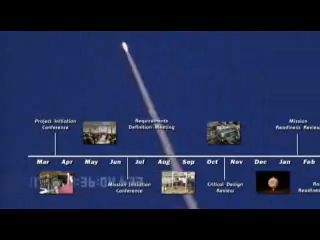 Project Initiation
Conference
Requirements
Definition Meeting
Mission
Readiness Review
Mar Apr May Jun Jul Aug Sep Oct Nov Dec Jan Feb
Mission Initiation
Conference
Critical Design
Review